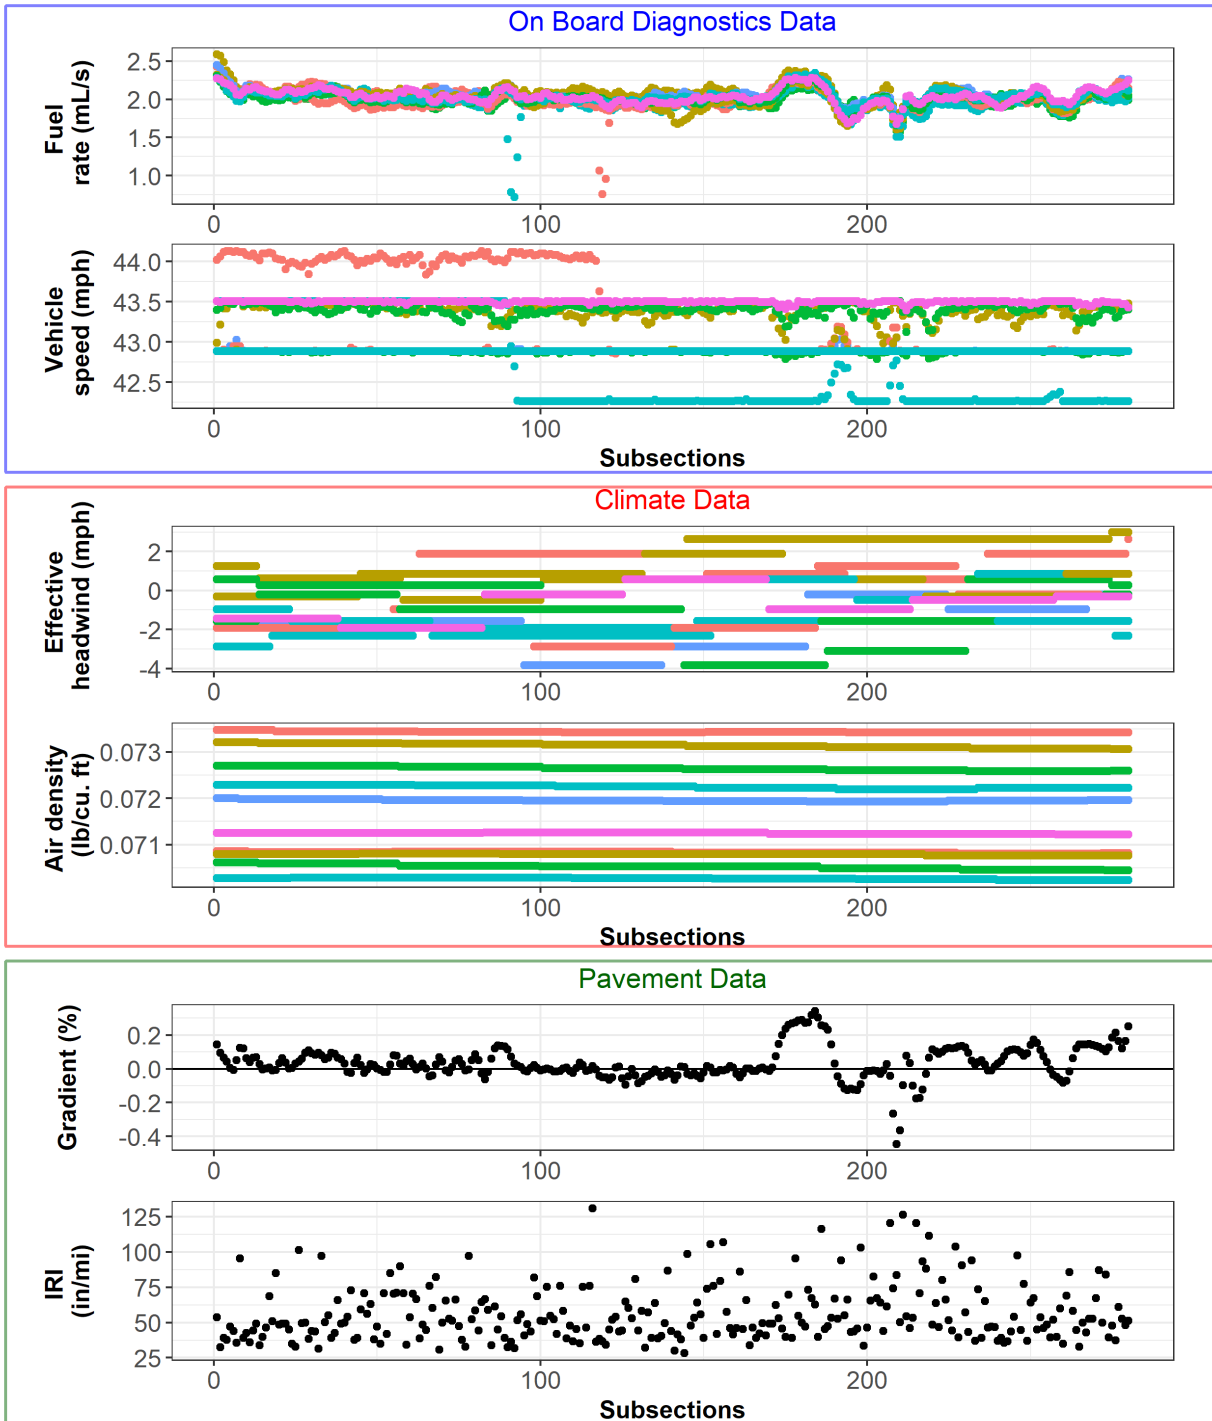 On Board Diagnostics Data
Fuel
rate (mL/s)
2.5
2.0
1.5
1.0
0 100 200
Vehicle
speed (mph)
44.0
43.5
43.0
42.5
0 100 200
Subsections
Climate Data
Effective
headwind (mph)
2
0
-2
-4
0 100 200
Air density
(lb/cu. ft)
0.073
0.072
0.071
0 100 200
Subsections
Pavement Data
Gradient (%)
0.2
0.0
-0.2
-0.4
0 100 200
IRI
(in/mi)
125
100
75
50
25
0 100 200
Subsections